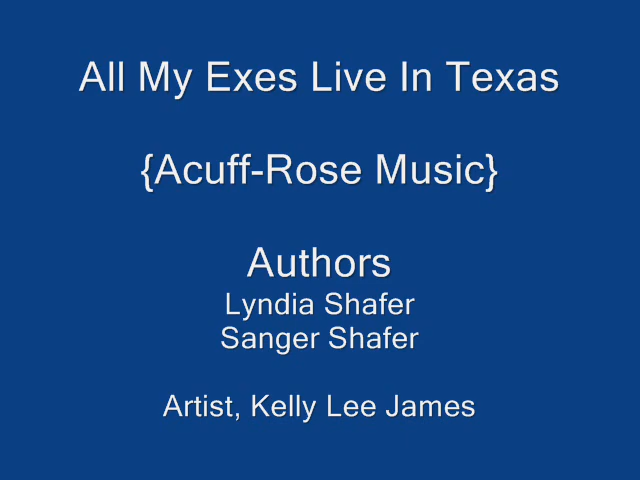 All My Exes Live In Texas
{Acuff-Rose Music}
Authors
Lyndia Shafer
Sanger Shafer
Artist, Kelly Lee James